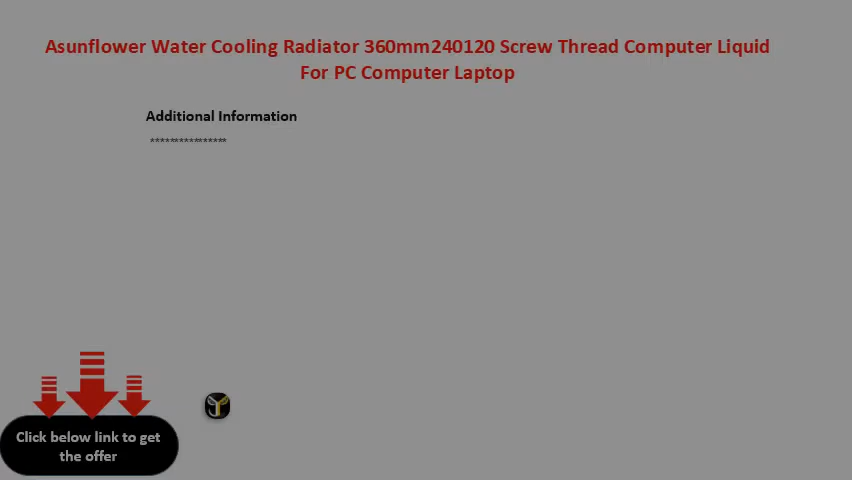 Asunflower Water Cooling Radiator 360mm240120 Screw Thread Computer Liquid
For PC Computer Laptop
Additional Information
****************
Click below link to get
the offer